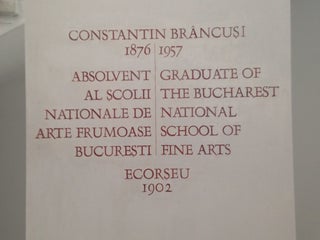 CONSTANTIN BRÂNCUȘI
1876 1957
ABSOLVENT
AL SCOLII
NATIONALE DE
ARTE FRUMOASE
BUCURESTI
GRADUATE OF
THE BUCHAREST
NATIONAL
SCHOOL OF
FINE ARTS
ECORSEU
1902